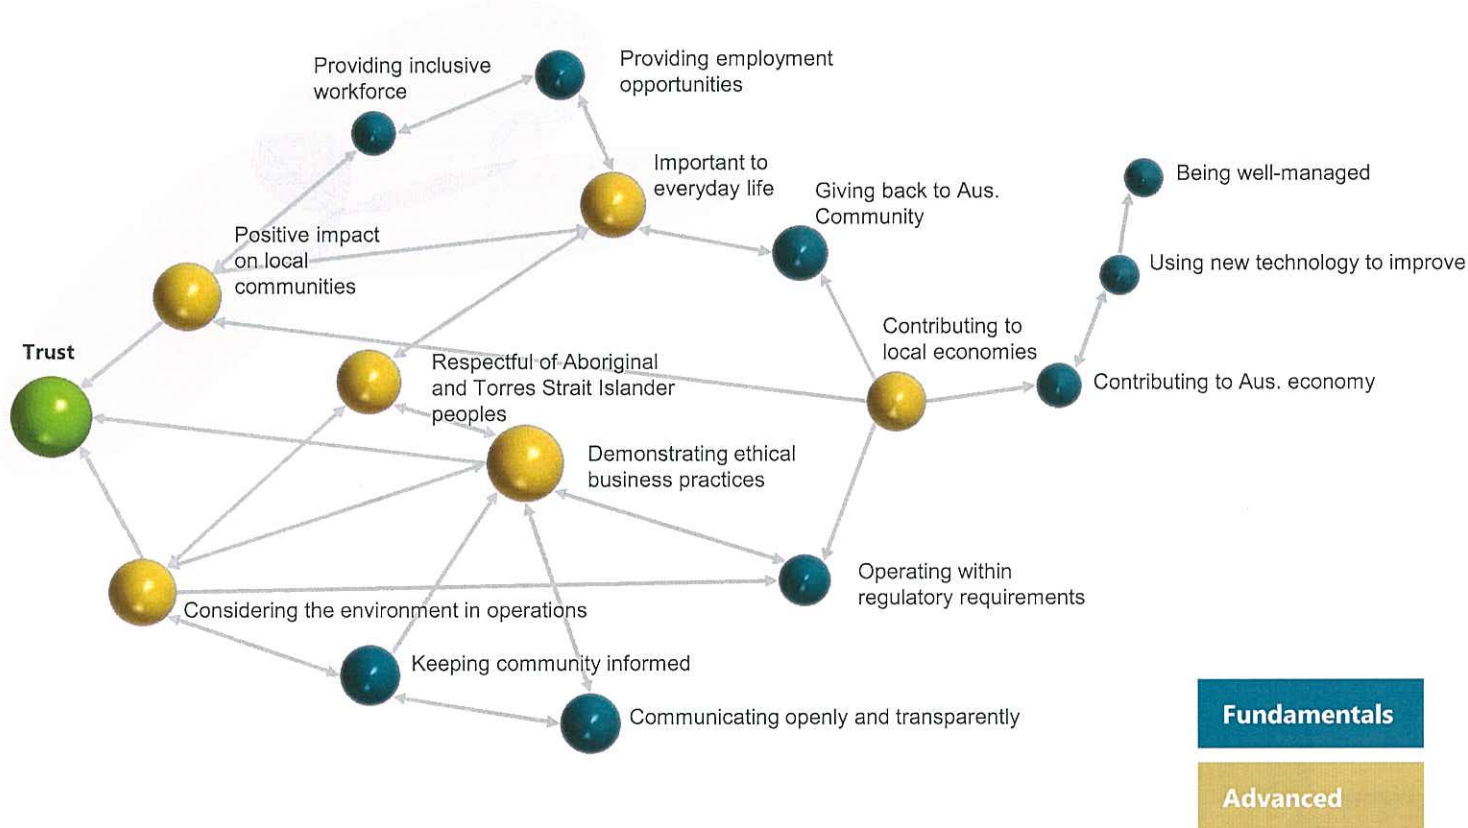 Providing inclusive
workforce
Providing employment
opportunities
Important to
everyday life
Giving back to Aus.
Community
Being well-managed
Positive impact
on local
communities
Using new technology to improve
Trust
Contributing to
local economies
Respectful of Aboriginal
and Torres Strait Islander
peoples
Contributing to Aus. economy
Demonstrating ethical
business practices
Operating within
regulatory requirements
Considering the environment in operations
Keeping community informed
Communicating openly and transparently
Fundamentals
Advanced